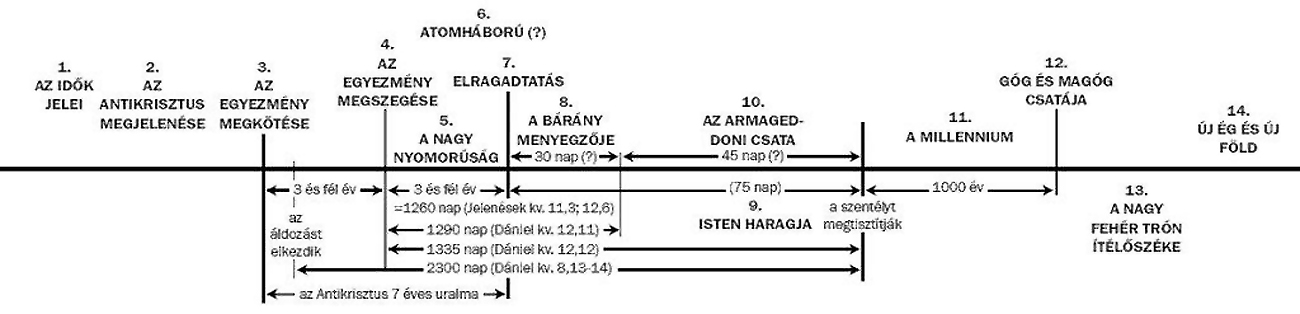 1.
AZ IDŐK
JELEI
2.
AZ
ANTIKRISZTUS
MEGJELENÉSE
3.
AZ
EGYEZMÉNY
MEGKÖTÉSE
4.
AZ
EGYEZMÉNY
MEGSZEGÉSE
5.
A NAGY
NYOMORÚSÁG
6.
ATOMHÁBORÚ (?)
7.
ELRAGADTATÁS
8.
A BÁRÁNY
MENYEGZŐJE
30 nap (?)
10.
AZ ARMAGED-
DONI CSATA
45 nap (?)
11.
A MILLENNIUM
12.
GÓG ÉS MAGÓG
CSATÁJA
14.
ÚJ ÉG ÉS ÚJ
FÖLD
3 és fél év
3 és fél év
(75 nap)
1000 év
=1260 nap (Jelenések kv. 11,3; 12,6)
1290 nap (Dániel kv. 12,11)
1335 nap (Dániel kv. 12,12)
2300 nap (Dániel kv. 8,13-14)
az Antikrisztus 7 éves uralma
az
áldozást
elkezdik
9.
ISTEN HARAGJA
a szentélyt
megtisztítják
13.
A NAGY
FEHÉR TRÓN
ÍTÉLŐSZÉKE